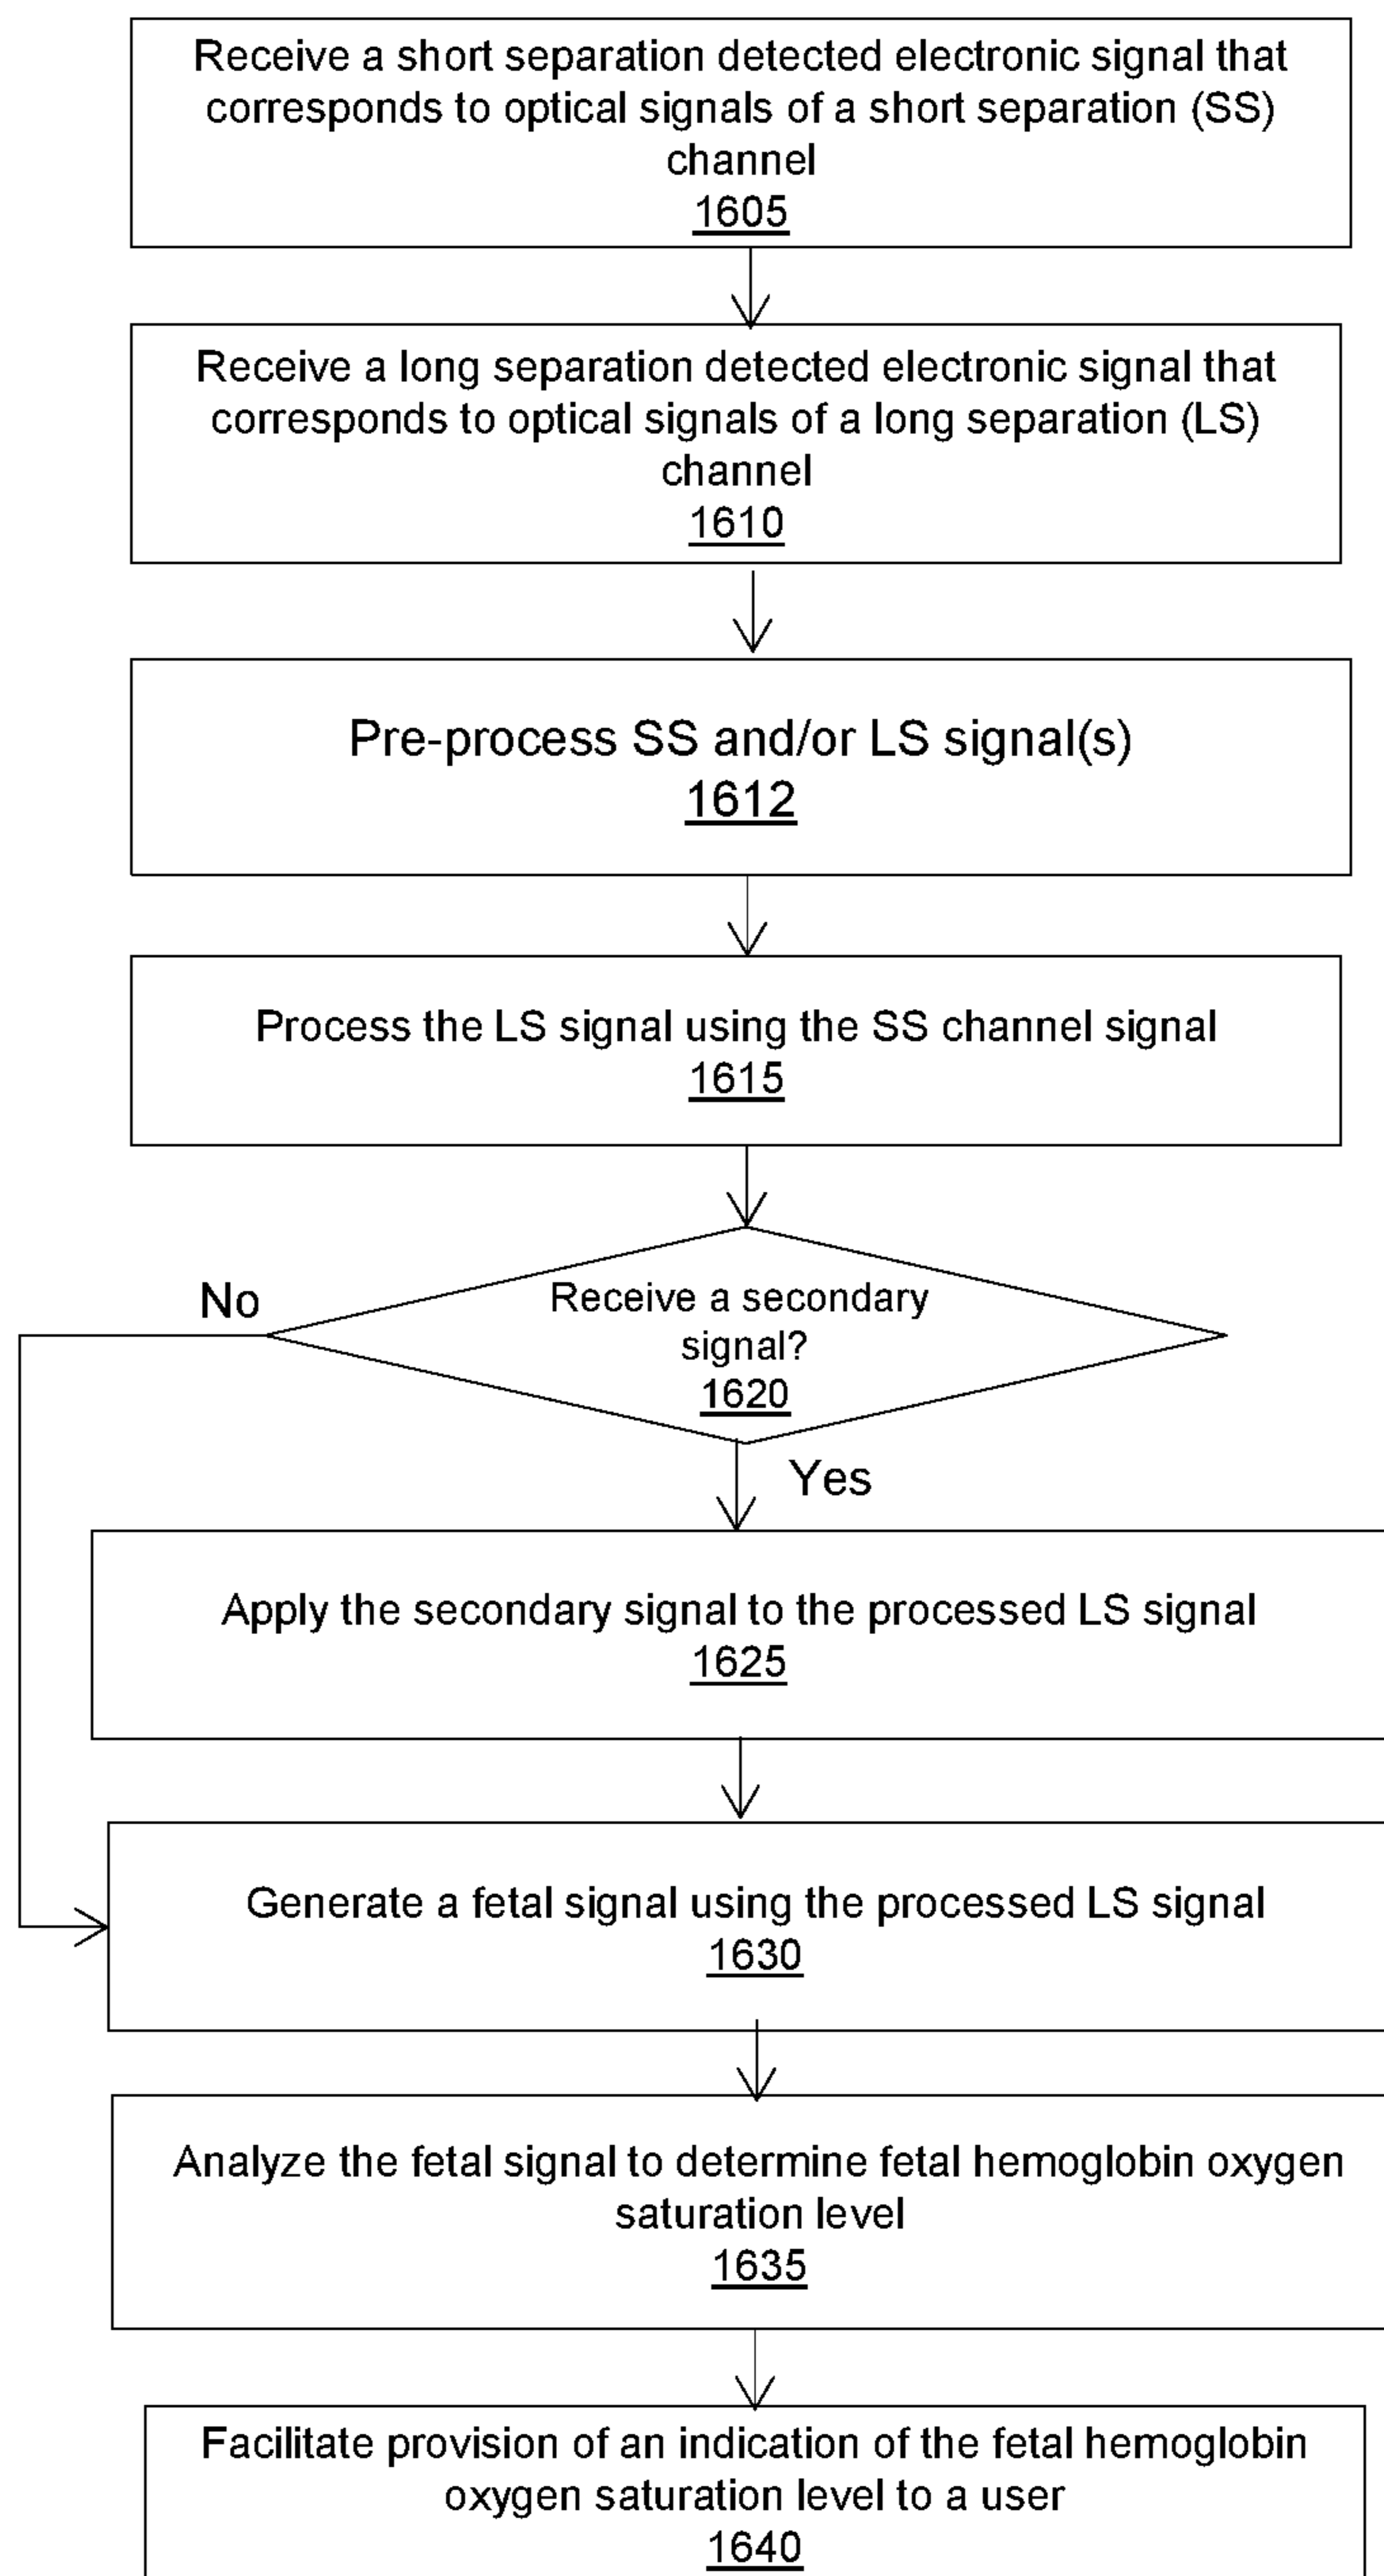 Receive a short separation detected electronic signal that
corresponds to optical signals of a short separation (SS)
channel
1605
Receive a long separation detected electronic signal that
corresponds to optical signals of a long separation (LS)
channel
1610
Pre-process SS and/or LS signal(s)
1612
Process the LS signal using the SS channel signal
1615
No
Receive a secondary
signal?
1620
Yes
Apply the secondary signal to the processed LS signal
1625
Generate a fetal signal using the processed LS signal
1630
Analyze the fetal signal to determine fetal hemoglobin oxygen
saturation level
1635
Facilitate provision of an indication of the fetal hemoglobin
oxygen saturation level to a user
1640